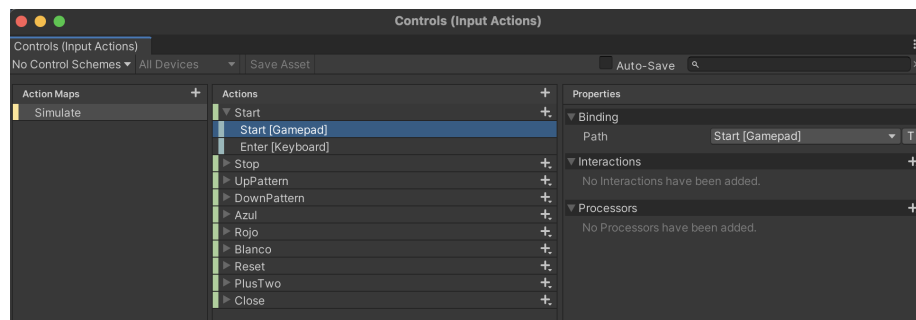 Controls (Input Actions)
Controls (Input Actions)
No Control Schemes All Devices Save Asset Auto-Save
Action Maps + Actions + Properties
Simulate
Start +
Start [Gamepad]
Enter [Keyboard]
Stop +
UpPattern +
DownPattern +
Azul +
Rojo +
Blanco +
Reset +
PlusTwo +
Close +
Binding
Path Start [Gamepad] T
Interactions +
No Interactions have been added.
Processors +
No Processors have been added.